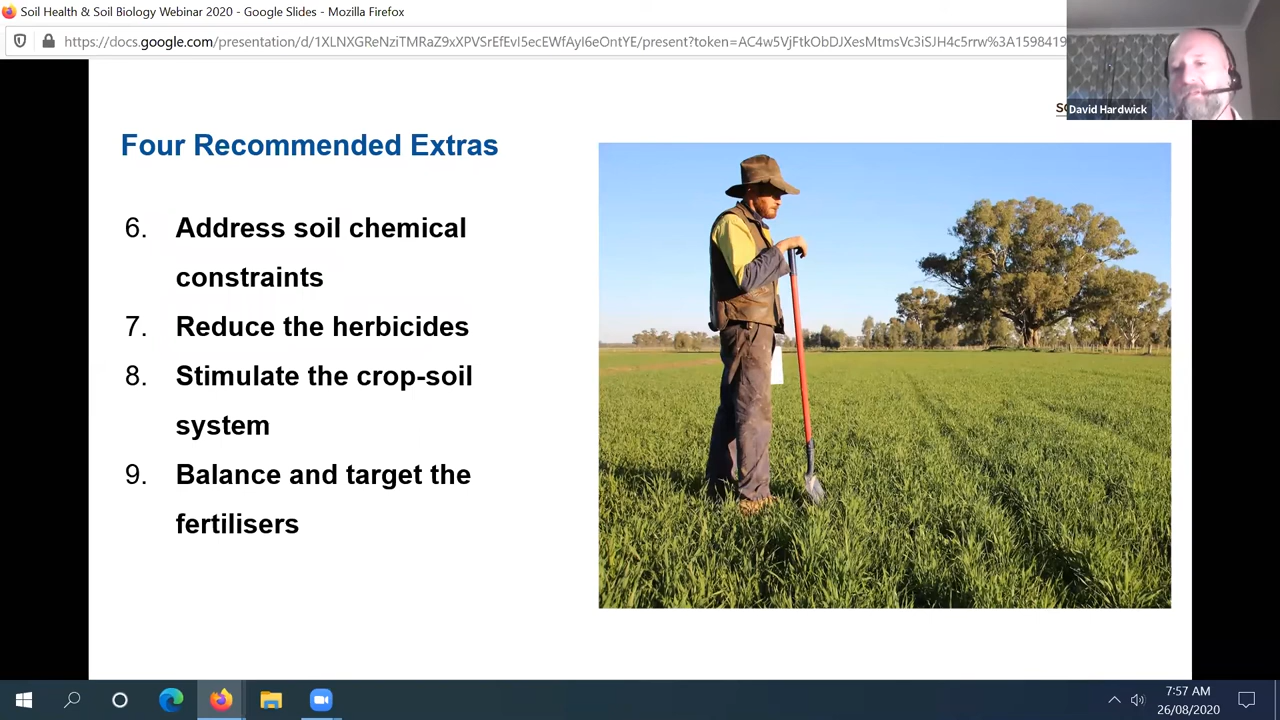 Soil Health & Soil Biology Webinar 2020 - Google Slides - Mozilla Firefox
https://docs.google.com/presentation/d/1XLNXGReNziTMRaZ9xXPVSrEfEvI5ecEWfAyI6eOntYE/present?token=AC4w5VjFtkObDJXesMtmsVc3iSJH4c5rrw%3A1598419
David Hardwick
Four Recommended Extras
6. Address soil chemical
constraints
7. Reduce the herbicides
8. Stimulate the crop-soil
system
9. Balance and target the
fertilisers
7:57 AM
26/08/2020